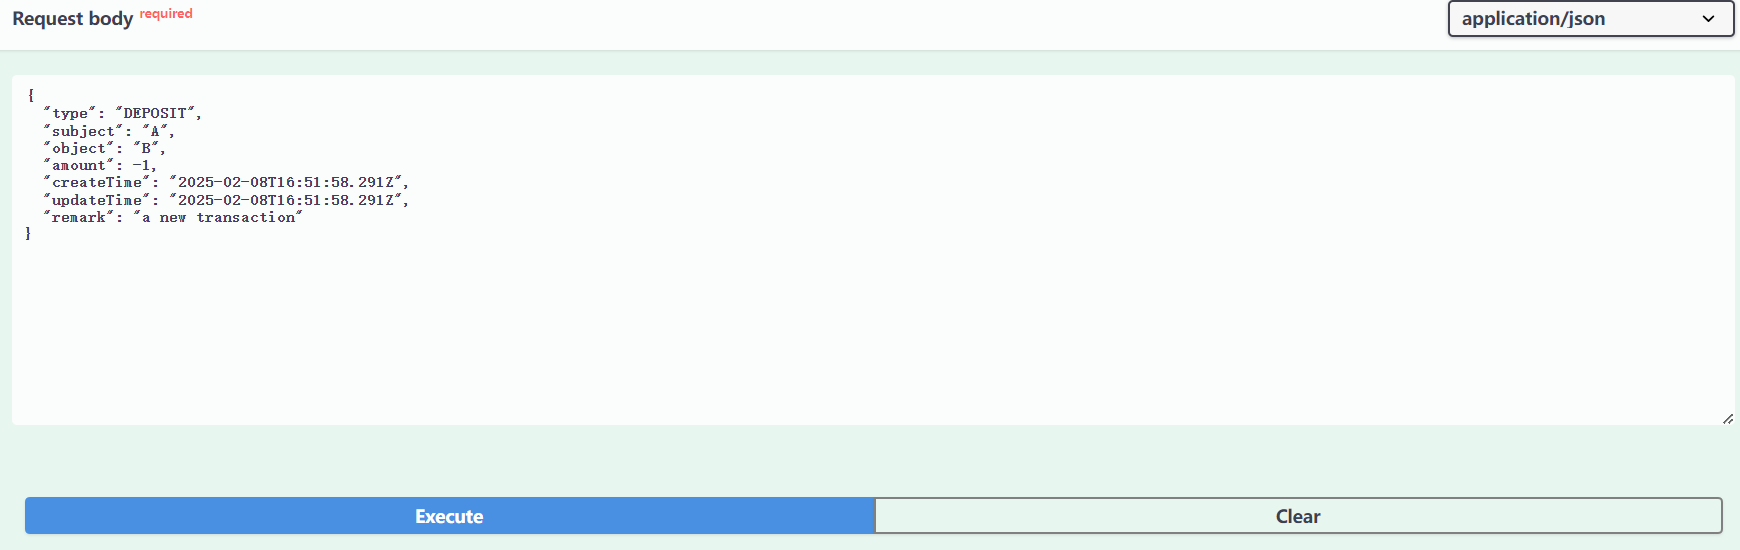 Request body required
application/json
{
  "type": "DEPOSIT",
  "subject": "A",
  "object": "B",
  "amount": -1,
  "createTime": "2025-02-08T16:51:58.291Z",
  "updateTime": "2025-02-08T16:51:58.291Z",
  "remark": "a new transaction"
}
Execute
Clear